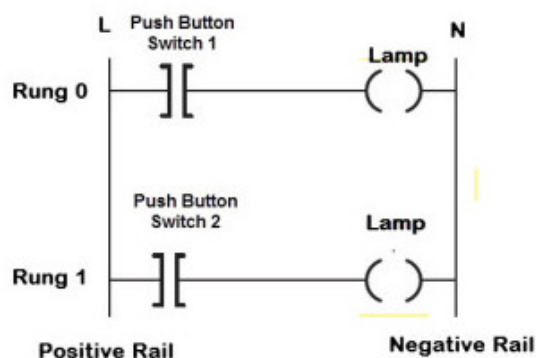 L
Push Button
Switch 1
N
Lamp
Rung 0
Push Button
Switch 2
Lamp
Rung 1
Positive Rail
Negative Rail